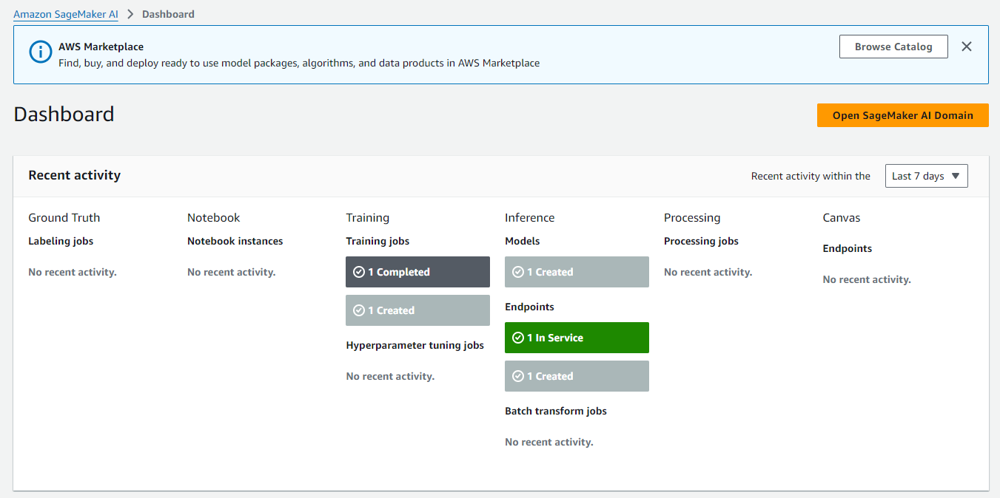 Amazon SageMaker AI > Dashboard
AWS Marketplace
Find, buy, and deploy ready to use model packages, algorithms, and data products in AWS Marketplace
Browse Catalog
Dashboard
Open SageMaker AI Domain
Recent activity
Recent activity within the
Last 7 days
Ground Truth
Labeling jobs
No recent activity.
Notebook
Notebook instances
No recent activity.
Training
Training jobs
1 Completed
1 Created
Hyperparameter tuning jobs
No recent activity.
Inference
Models
1 Created
Endpoints
1 In Service
1 Created
Batch transform jobs
No recent activity.
Processing
Processing jobs
No recent activity.
Canvas
Endpoints
No recent activity.